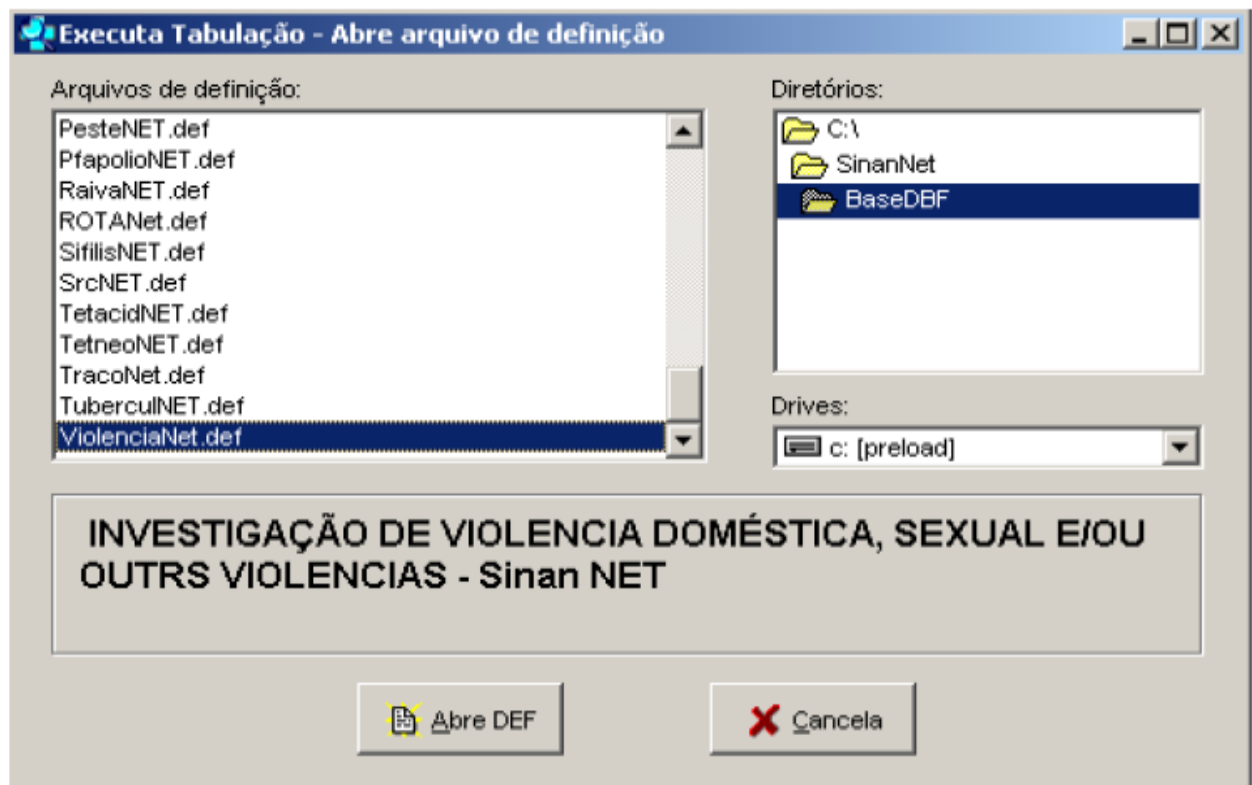 Executa Tabulação - Abre arquivo de definição
Arquivos de definição:
PesteNET.def
PfapolioNET.def
RaivaNET.def
ROTANet.def
SifilisNET.def
SrcNET.def
TetacidNET.def
TetneoNET.def
TracoNet.def
TuberculNET.def
ViolenciaNet.def
Diretórios:
C:\
SinanNet
BaseDBF
Drives:
c: [preload]
INVESTIGAÇÃO DE VIOLENCIA DOMÉSTICA, SEXUAL E/OU
OUTRS VIOLENCIAS - Sinan NET
Abre DEF
Cancela